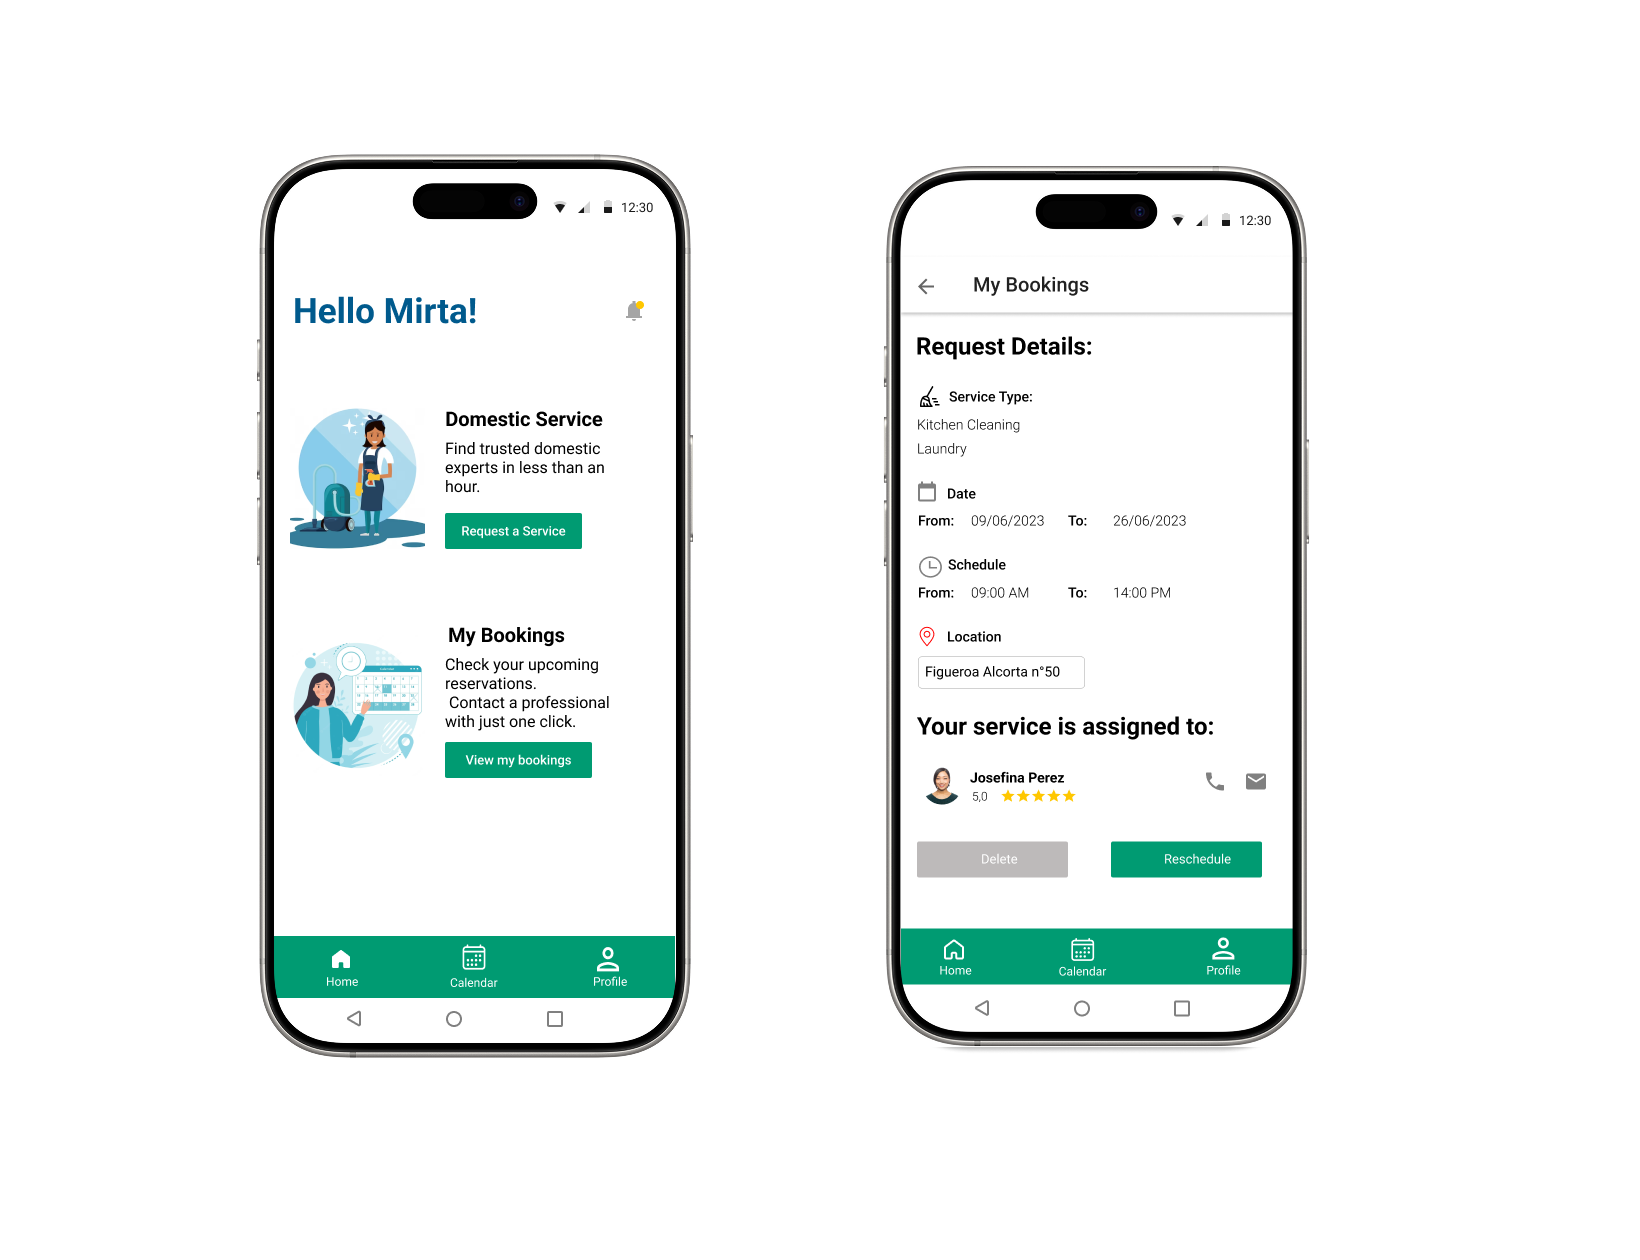 12:30
Hello Mirta!
Domestic Service
Find trusted domestic
experts in less than an
hour.
Request a Service
My Bookings
Check your upcoming
reservations.
Contact a professional
with just one click.
View my bookings
Home
Calendar
Profile
12:30
My Bookings
Request Details:
Service Type:
Kitchen Cleaning
Laundry
Date
From: 09/06/2023 To: 26/06/2023
Schedule
From: 09:00 AM To: 14:00 PM
Location
Figueroa Alcorta n°50
Your service is assigned to:
Josefina Perez
5,0
Delete
Reschedule
Home
Calendar
Profile